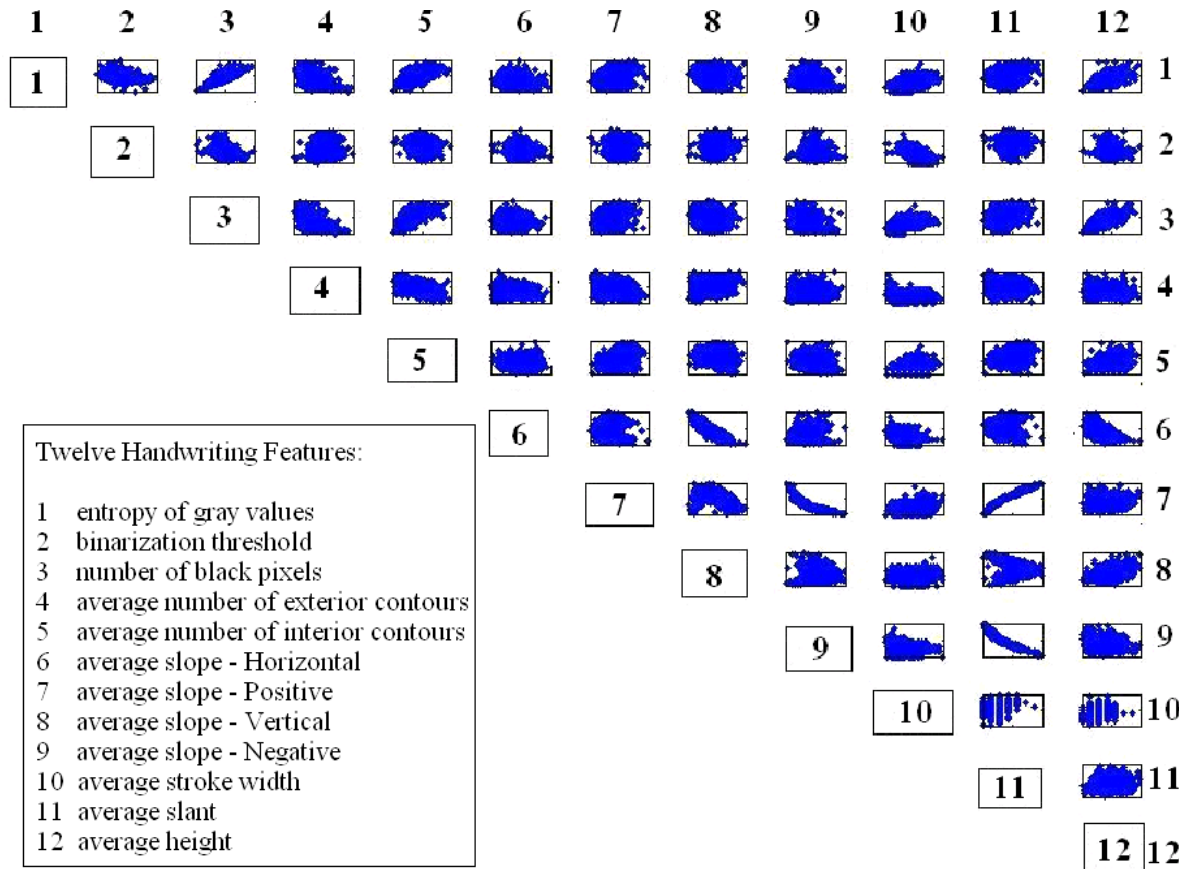 1 2 3 4 5 6 7 8 9 10 11 12
1 1
2 2
3 3
4 4
5 5
6 6
7 7
8 8
9 9
10 10
11 11
12 12
Twelve Handwriting Features:
1 entropy of gray values
2 binarization threshold
3 number of black pixels
4 average number of exterior contours
5 average number of interior contours
6 average slope - Horizontal
7 average slope - Positive
8 average slope - Vertical
9 average slope - Negative
10 average stroke width
11 average slant
12 average height